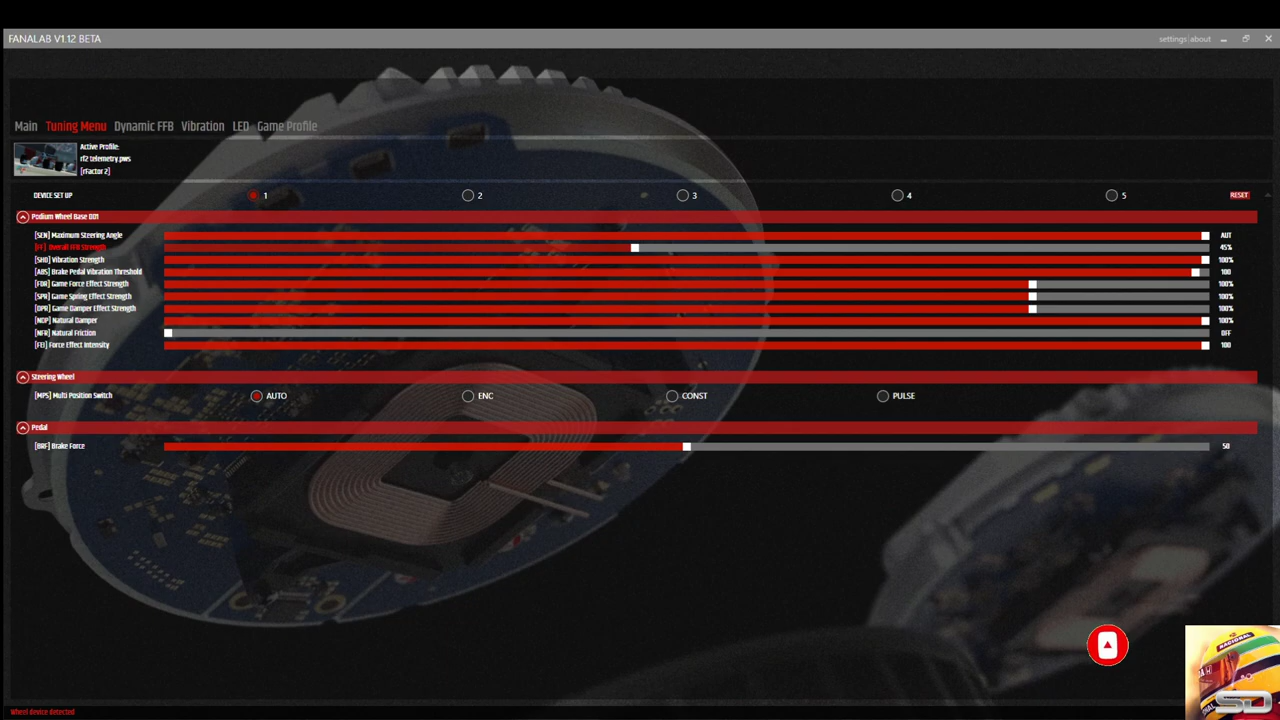 FANALAB V1.12 BETA
settings|about
Main Tuning Menu Dynamic FFB Vibration LED Game Profile
Active Profile:
rf2 telemetry.pws
[rFactor 2]
DEVICE SET UP 1 2 3 4 5 RESET
Podium Wheel Base DD1
[SEN] Maximum Steering Angle AUT
[FF] Overall FFB Strength 45%
[SHO] Vibration Strength 100%
[ABS] Brake Pedal Vibration Threshold 100
[FOR] Game Force Effect Strength 100%
[SPR] Game Spring Effect Strength 100%
[DPR] Game Damper Effect Strength 100%
[NDP] Natural Damper 100%
[NFR] Natural Friction OFF
[FEI] Force Effect Intensity 100
Steering Wheel
[MPS] Multi Position Switch AUTO ENC CONST PULSE
Pedal
[BRF] Brake Force 50
NACIONAL
SD
Wheel device detected